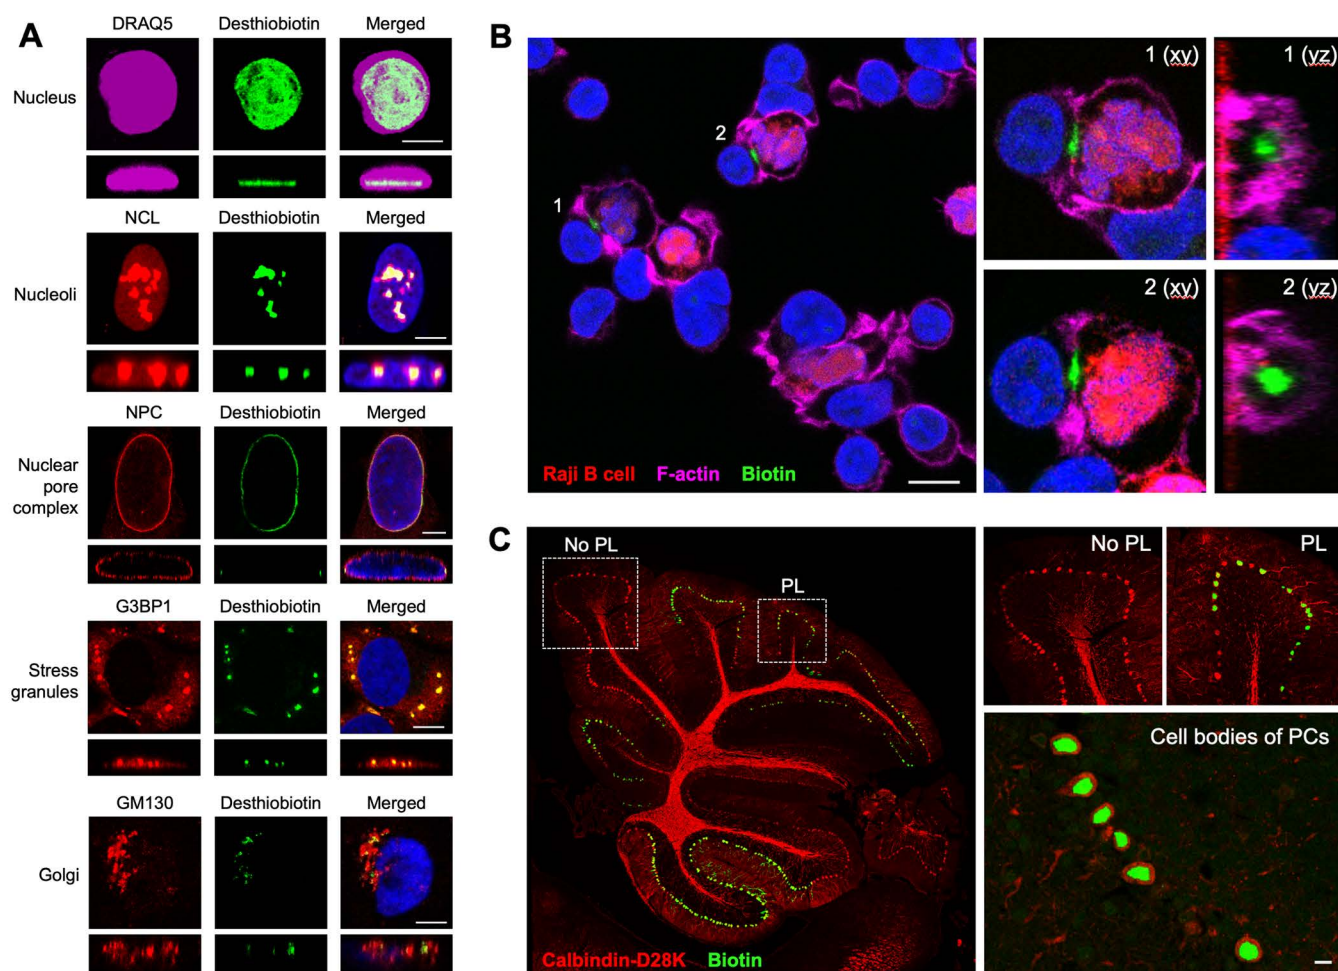 A
DRAQ5 Desthiobiotin Merged
Nucleus
NCL Desthiobiotin Merged
Nucleoli
NPC Desthiobiotin Merged
Nuclear
pore
complex
G3BP1 Desthiobiotin Merged
Stress
granules
GM130 Desthiobiotin Merged
Golgi
B
2
1
Raji B cell F-actin Biotin
1 (xy)
1 (yz)
2 (xy)
2 (yz)
C
No PL
PL
Calbindin-D28K Biotin
No PL
PL
Cell bodies of PCs